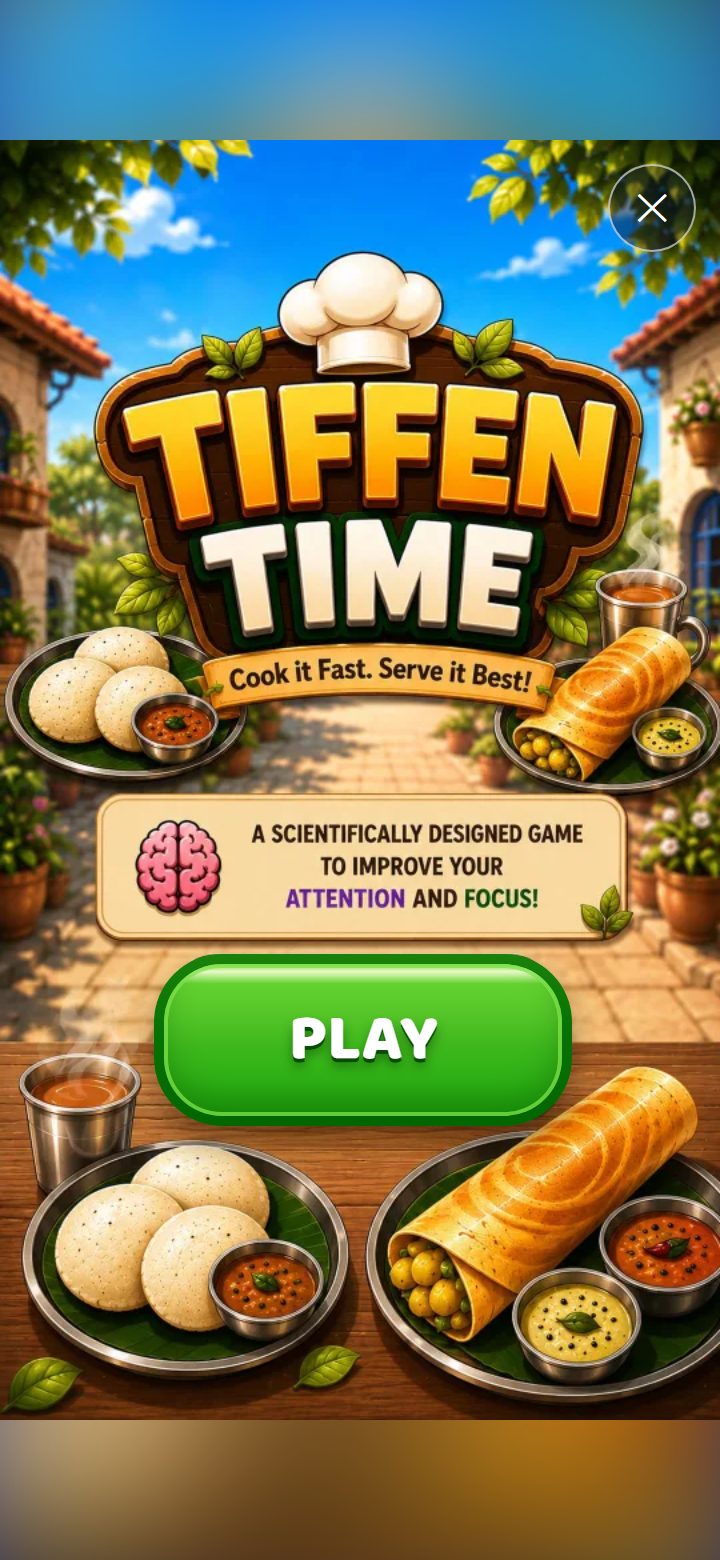 TIFFEN
TIME
Cook it Fast. Serve it Best!
A SCIENTIFICALLY DESIGNED GAME
TO IMPROVE YOUR
ATTENTION AND FOCUS!
PLAY